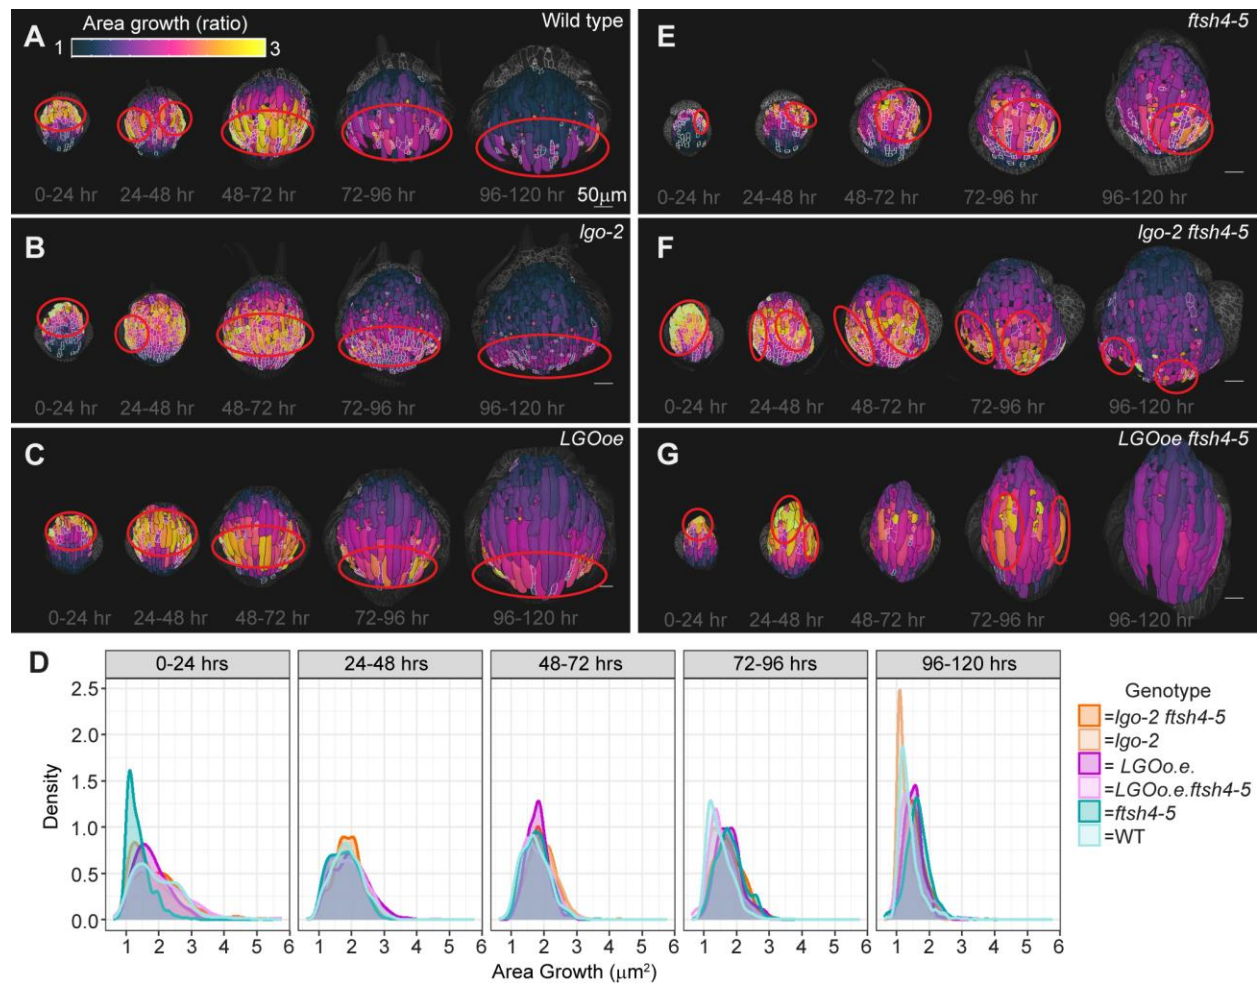 A
Area growth (ratio)
1
3
Wild type
0-24 hr
24-48 hr
48-72 hr
72-96 hr
96-120 hr
50μm
B
lgo-2
0-24 hr
24-48 hr
48-72 hr
72-96 hr
96-120 hr
C
LGOoe
0-24 hr
24-48 hr
48-72 hr
72-96 hr
96-120 hr
E
ftsh4-5
0-24 hr
24-48 hr
48-72 hr
72-96 hr
96-120 hr
F
lgo-2 ftsh4-5
0-24 hr
24-48 hr
48-72 hr
72-96 hr
96-120 hr
G
LGOoe ftsh4-5
0-24 hr
24-48 hr
48-72 hr
72-96 hr
96-120 hr
D
0-24 hrs
24-48 hrs
48-72 hrs
72-96 hrs
96-120 hrs
Density
2.5
2.0
1.5
1.0
0.5
0.0
1 2 3 4 5 6
1 2 3 4 5 6
1 2 3 4 5 6
1 2 3 4 5 6
1 2 3 4 5 6
Area Growth (μm²)
Genotype
=lgo-2 ftsh4-5
=lgo-2
= LGOo.e.
=LGOo.e.ftsh4-5
=ftsh4-5
=WT